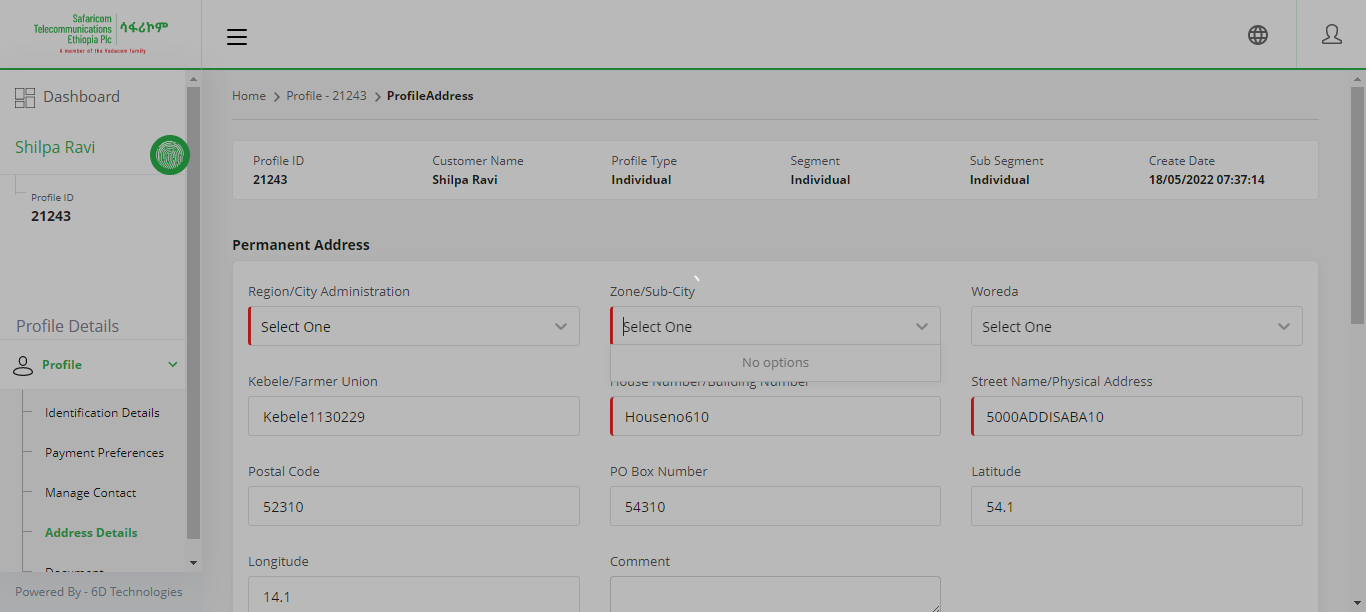 Safaricom
Telecommunications
Ethiopia Plc
ሳፋሪኮም
A member of the Vodacom family
Dashboard
Shilpa Ravi
Profile ID
21243
Profile Details
Profile
Identification Details
Payment Preferences
Manage Contact
Address Details
Document
Powered By - 6D Technologies
Home > Profile - 21243 > ProfileAddress
Profile ID Customer Name Profile Type Segment Sub Segment Create Date
21243 Shilpa Ravi Individual Individual Individual 18/05/2022 07:37:14
Permanent Address
Region/City Administration Zone/Sub-City Woreda
Select One Select One Select One
No options
Kebele/Farmer Union House Number/Building Number Street Name/Physical Address
Kebele1130229 Houseno610 5000ADDISABA10
Postal Code PO Box Number Latitude
52310 54310 54.1
Longitude Comment
14.1